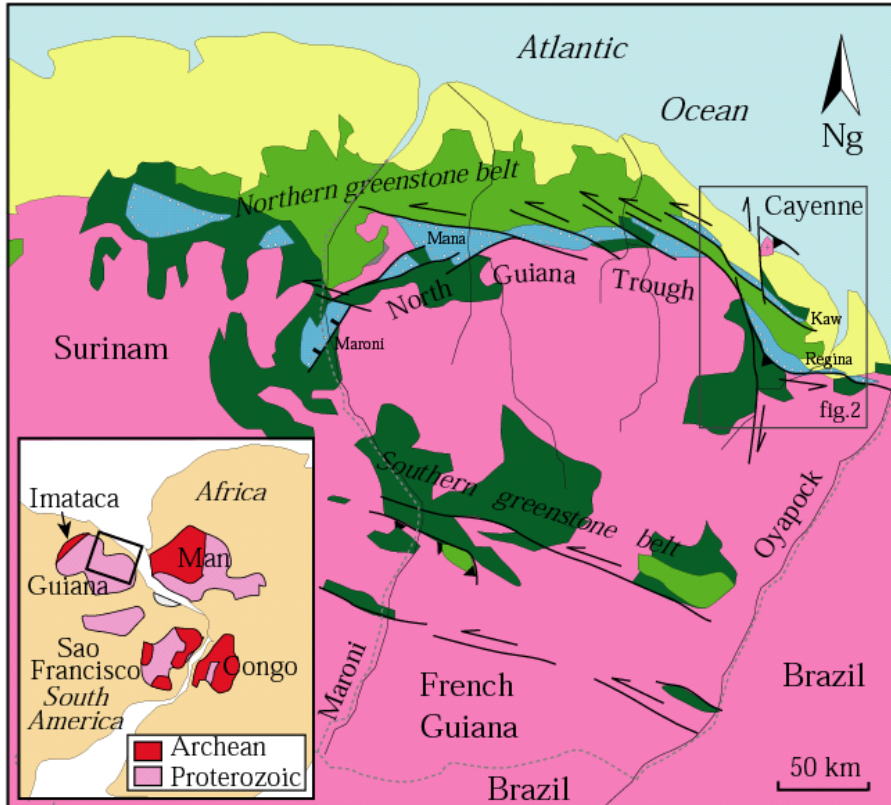 Atlantic
Ocean
Ng
Northern greenstone belt
Cayenne
Mana
North Guiana Trough
Kaw
Surinam
Maroni
Regina
fig.2
Southern greenstone belt
Oyapock
Africa
Imataca
Man
Guiana
Sao
Francisco
Congo
South
America
Maroni
French
Guiana
Brazil
Brazil
Archean
Proterozoic
50 km